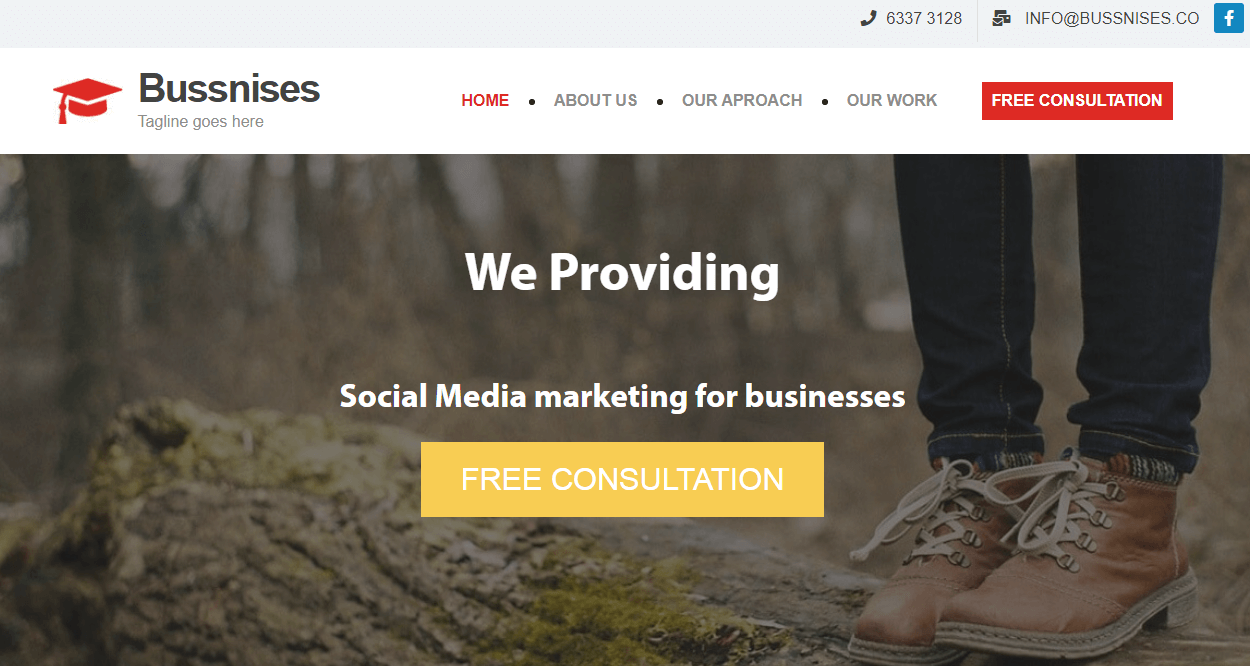 6337 3128 INFO@BUSSNISES.CO f
Bussnises
Tagline goes here
HOME • ABOUT US • OUR APROACH • OUR WORK
FREE CONSULTATION
We Providing
Social Media marketing for businesses
FREE CONSULTATION